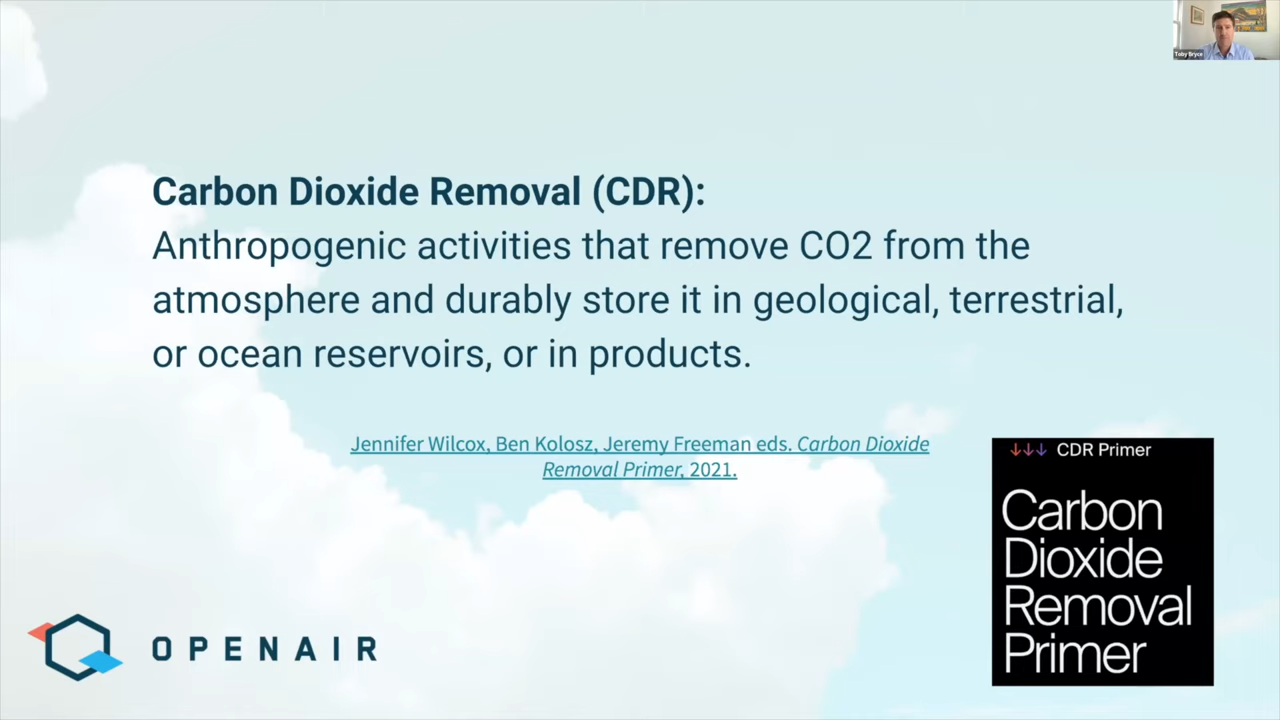 Toby Bryce
Carbon Dioxide Removal (CDR):
Anthropogenic activities that remove CO2 from the
atmosphere and durably store it in geological, terrestrial,
or ocean reservoirs, or in products.
Jennifer Wilcox, Ben Kolosz, Jeremy Freeman eds. Carbon Dioxide
Removal Primer, 2021.
↓↓↓ CDR Primer
Carbon
Dioxide
Removal
Primer
OPENAIR